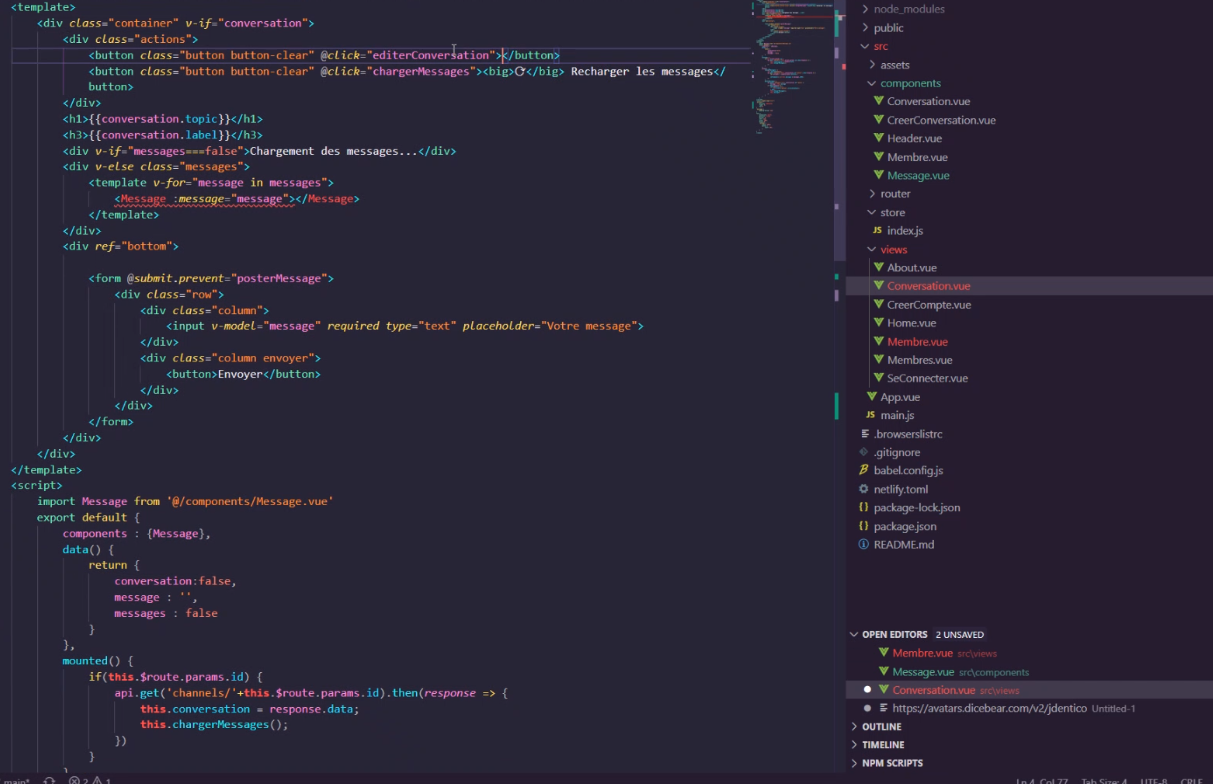 <template>
<div class="container" v-if="conversation">
<div class="actions">
<button class="button button-clear" @click="editerConversation"></button>
<button class="button button-clear" @click="chargerMessages"><big>⟳</big> Recharger les messages</
button>
</div>
<h1>{{conversation.topic}}</h1>
<h3>{{conversation.label}}</h3>
<div v-if="messages===false">Chargement des messages...</div>
<div v-else class="messages">
<template v-for="message in messages">
<Message :message="message"></Message>
</template>
</div>
<div ref="bottom">
<form @submit.prevent="posterMessage">
<div class="row">
<div class="column">
<input v-model="message" required type="text" placeholder="Votre message">
</div>
<div class="column envoyer">
<button>Envoyer</button>
</div>
</div>
</form>
</div>
</div>
</template>
<script>
import Message from '@/components/Message.vue'
export default {
components : {Message},
data() {
return {
conversation:false,
message : '',
messages : false
}
},
mounted() {
if(this.$route.params.id) {
api.get('channels/'+this.$route.params.id).then(response => {
this.conversation = response.data;
this.chargerMessages();
})
}
node_modules
public
src
assets
components
Conversation.vue
CreerConversation.vue
Header.vue
Membre.vue
Message.vue
router
store
JS index.js
views
About.vue
Conversation.vue
CreerCompte.vue
Home.vue
Membre.vue
Membres.vue
SeConnecter.vue
App.vue
JS main.js
.browserslistrc
.gitignore
babel.config.js
netlify.toml
{} package-lock.json
{} package.json
README.md
OPEN EDITORS 2 UNSAVED
Membre.vue src\views
Message.vue src\components
Conversation.vue src\views
https://avatars.dicebear.com/v2/jdentico Untitled-1
OUTLINE
TIMELINE
NPM SCRIPTS
main* 2 1 Ln 4, Col 77 Tab Size: 4 UTF-8 CRLF